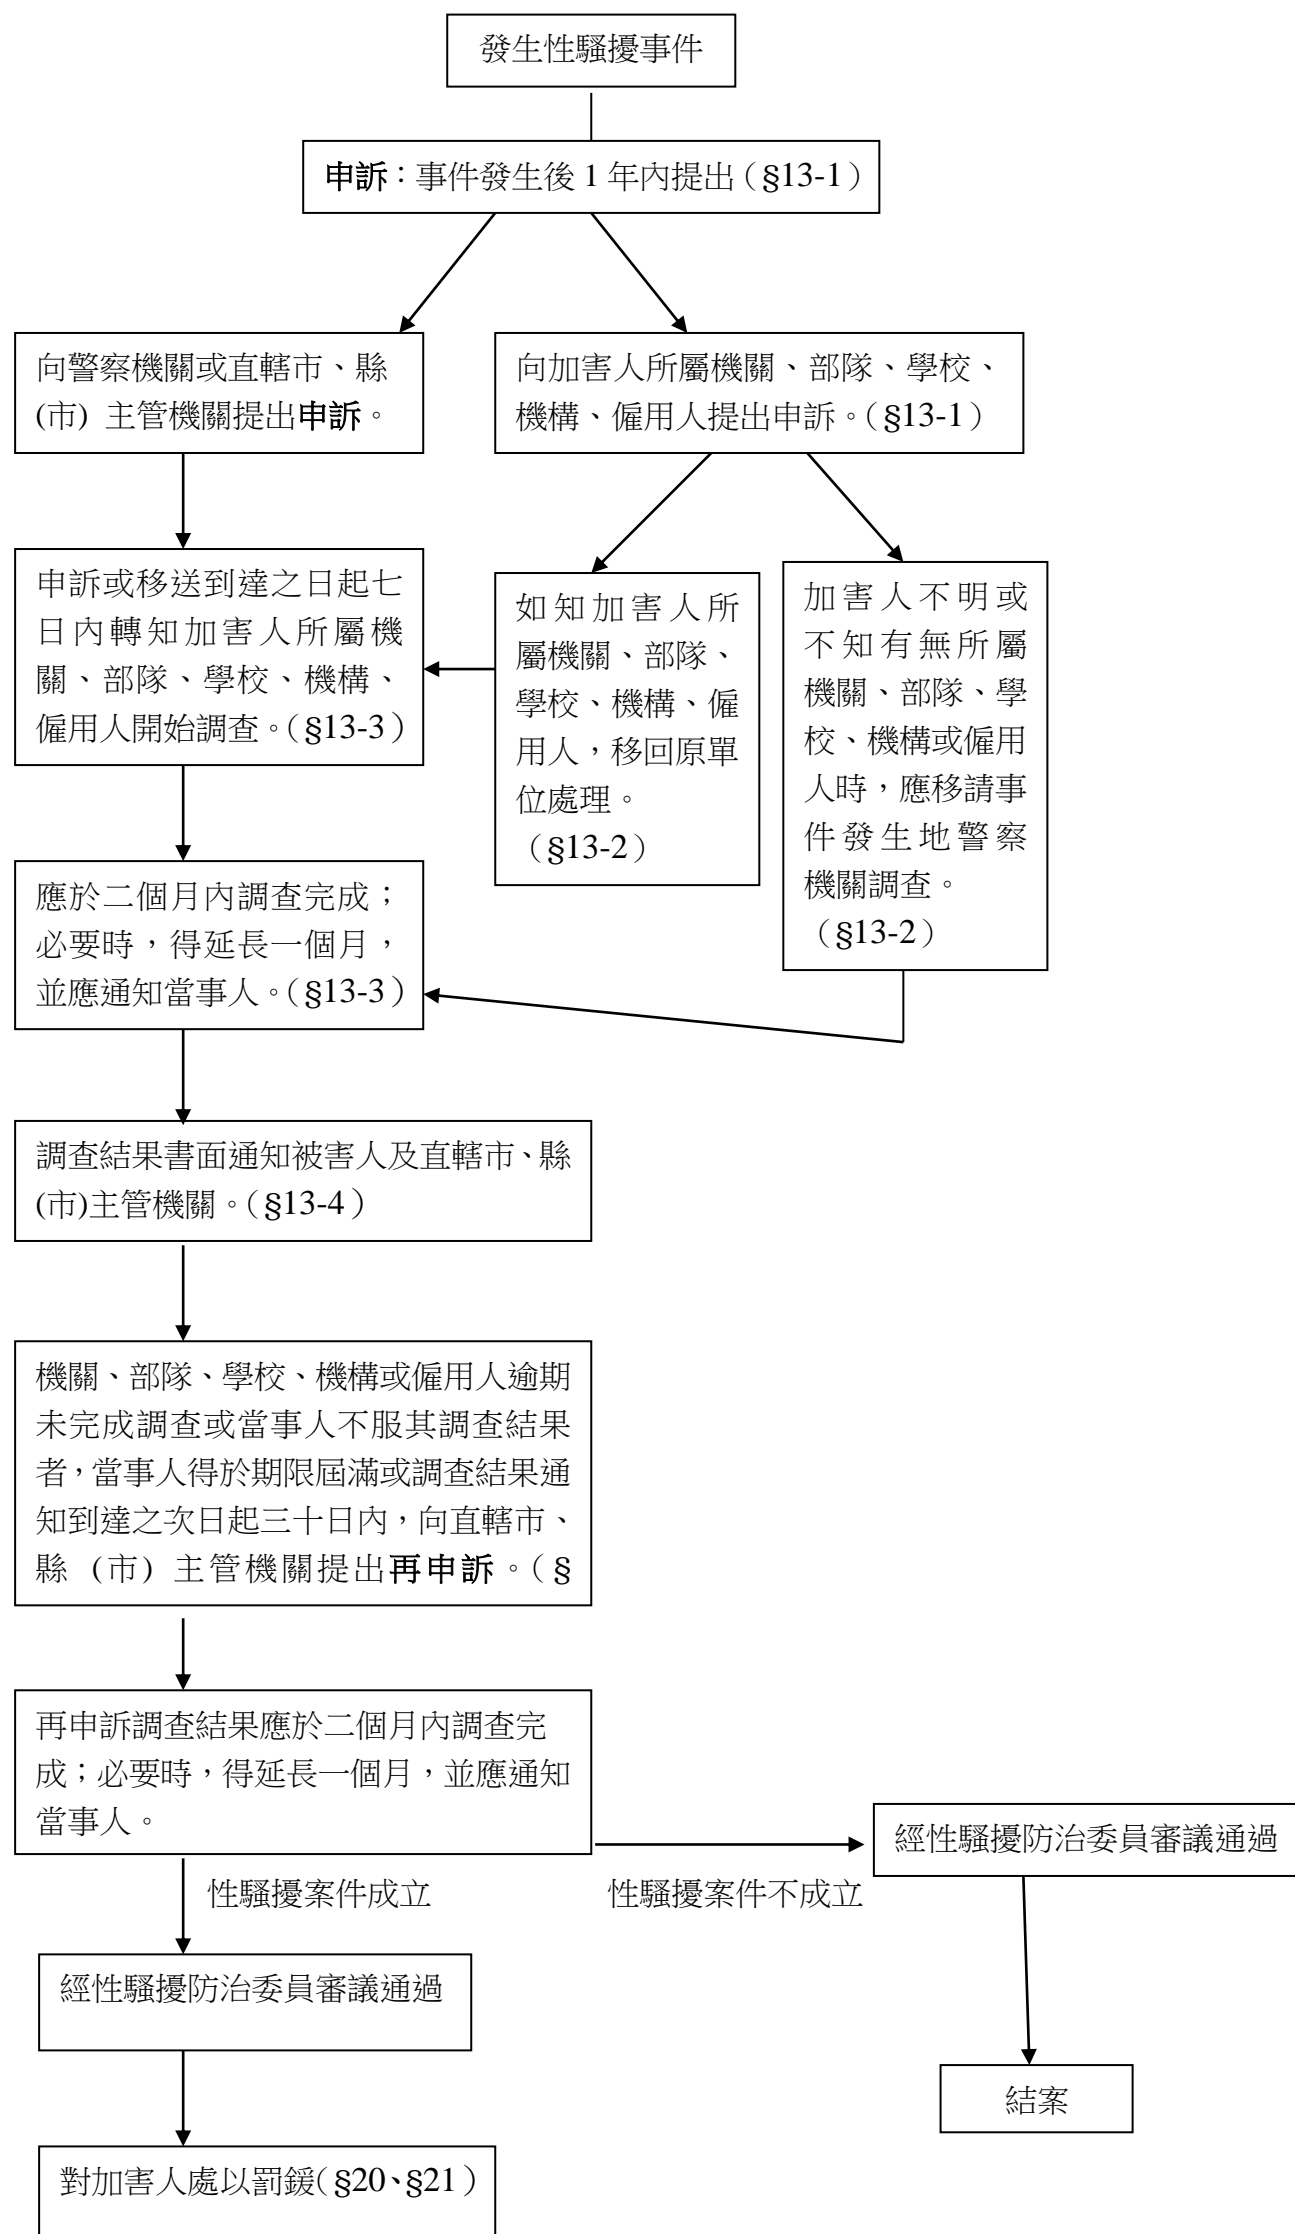 發生性騷擾事件
申訴：事件發生後 1 年內提出（§13-1）
向警察機關或直轄市、縣
(市) 主管機關提出申訴。
向加害人所屬機關、部隊、學校、
機構、僱用人提出申訴。（§13-1）
申訴或移送到達之日起七
日內轉知加害人所屬機
關、部隊、學校、機構、
僱用人開始調查。（§13-3）
如知加害人所
屬機關、部隊、
學校、機構、僱
用人，移回原單
位處理。
（§13-2）
加害人不明或
不知有無所屬
機關、部隊、學
校、機構或僱用
人時，應移請事
件發生地警察
機關調查。
（§13-2）
應於二個月內調查完成；
必要時，得延長一個月，
並應通知當事人。（§13-3）
調查結果書面通知被害人及直轄市、縣
(市)主管機關。（§13-4）
機關、部隊、學校、機構或僱用人逾期
未完成調查或當事人不服其調查結果
者，當事人得於期限屆滿或調查結果通
知到達之次日起三十日內，向直轄市、
縣 (市) 主管機關提出再申訴。（§
再申訴調查結果應於二個月內調查完
成；必要時，得延長一個月，並應通知
當事人。
經性騷擾防治委員審議通過
性騷擾案件成立
性騷擾案件不成立
經性騷擾防治委員審議通過
結案
對加害人處以罰鍰（§20、§21）